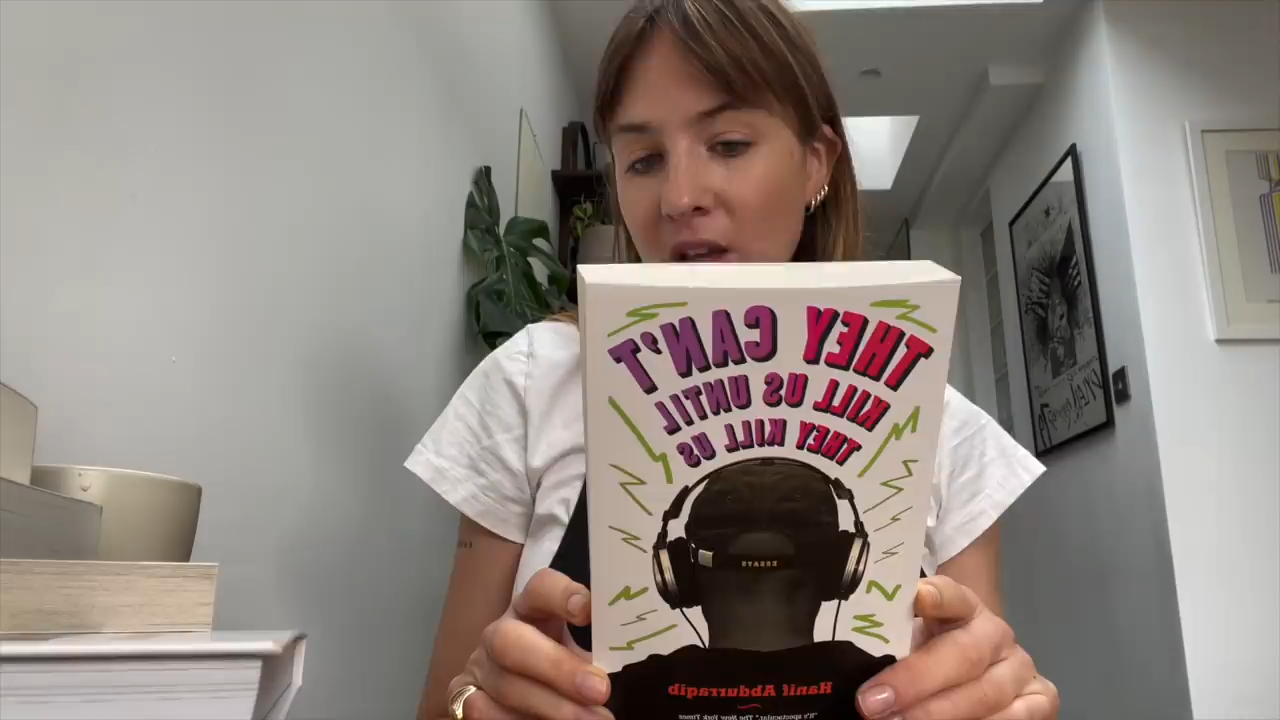 THEY CAN'T
KILL US UNTIL
THEY KILL US
ESSAYS
Hanif Abdurraqib
"It's spectacular." The New York Times